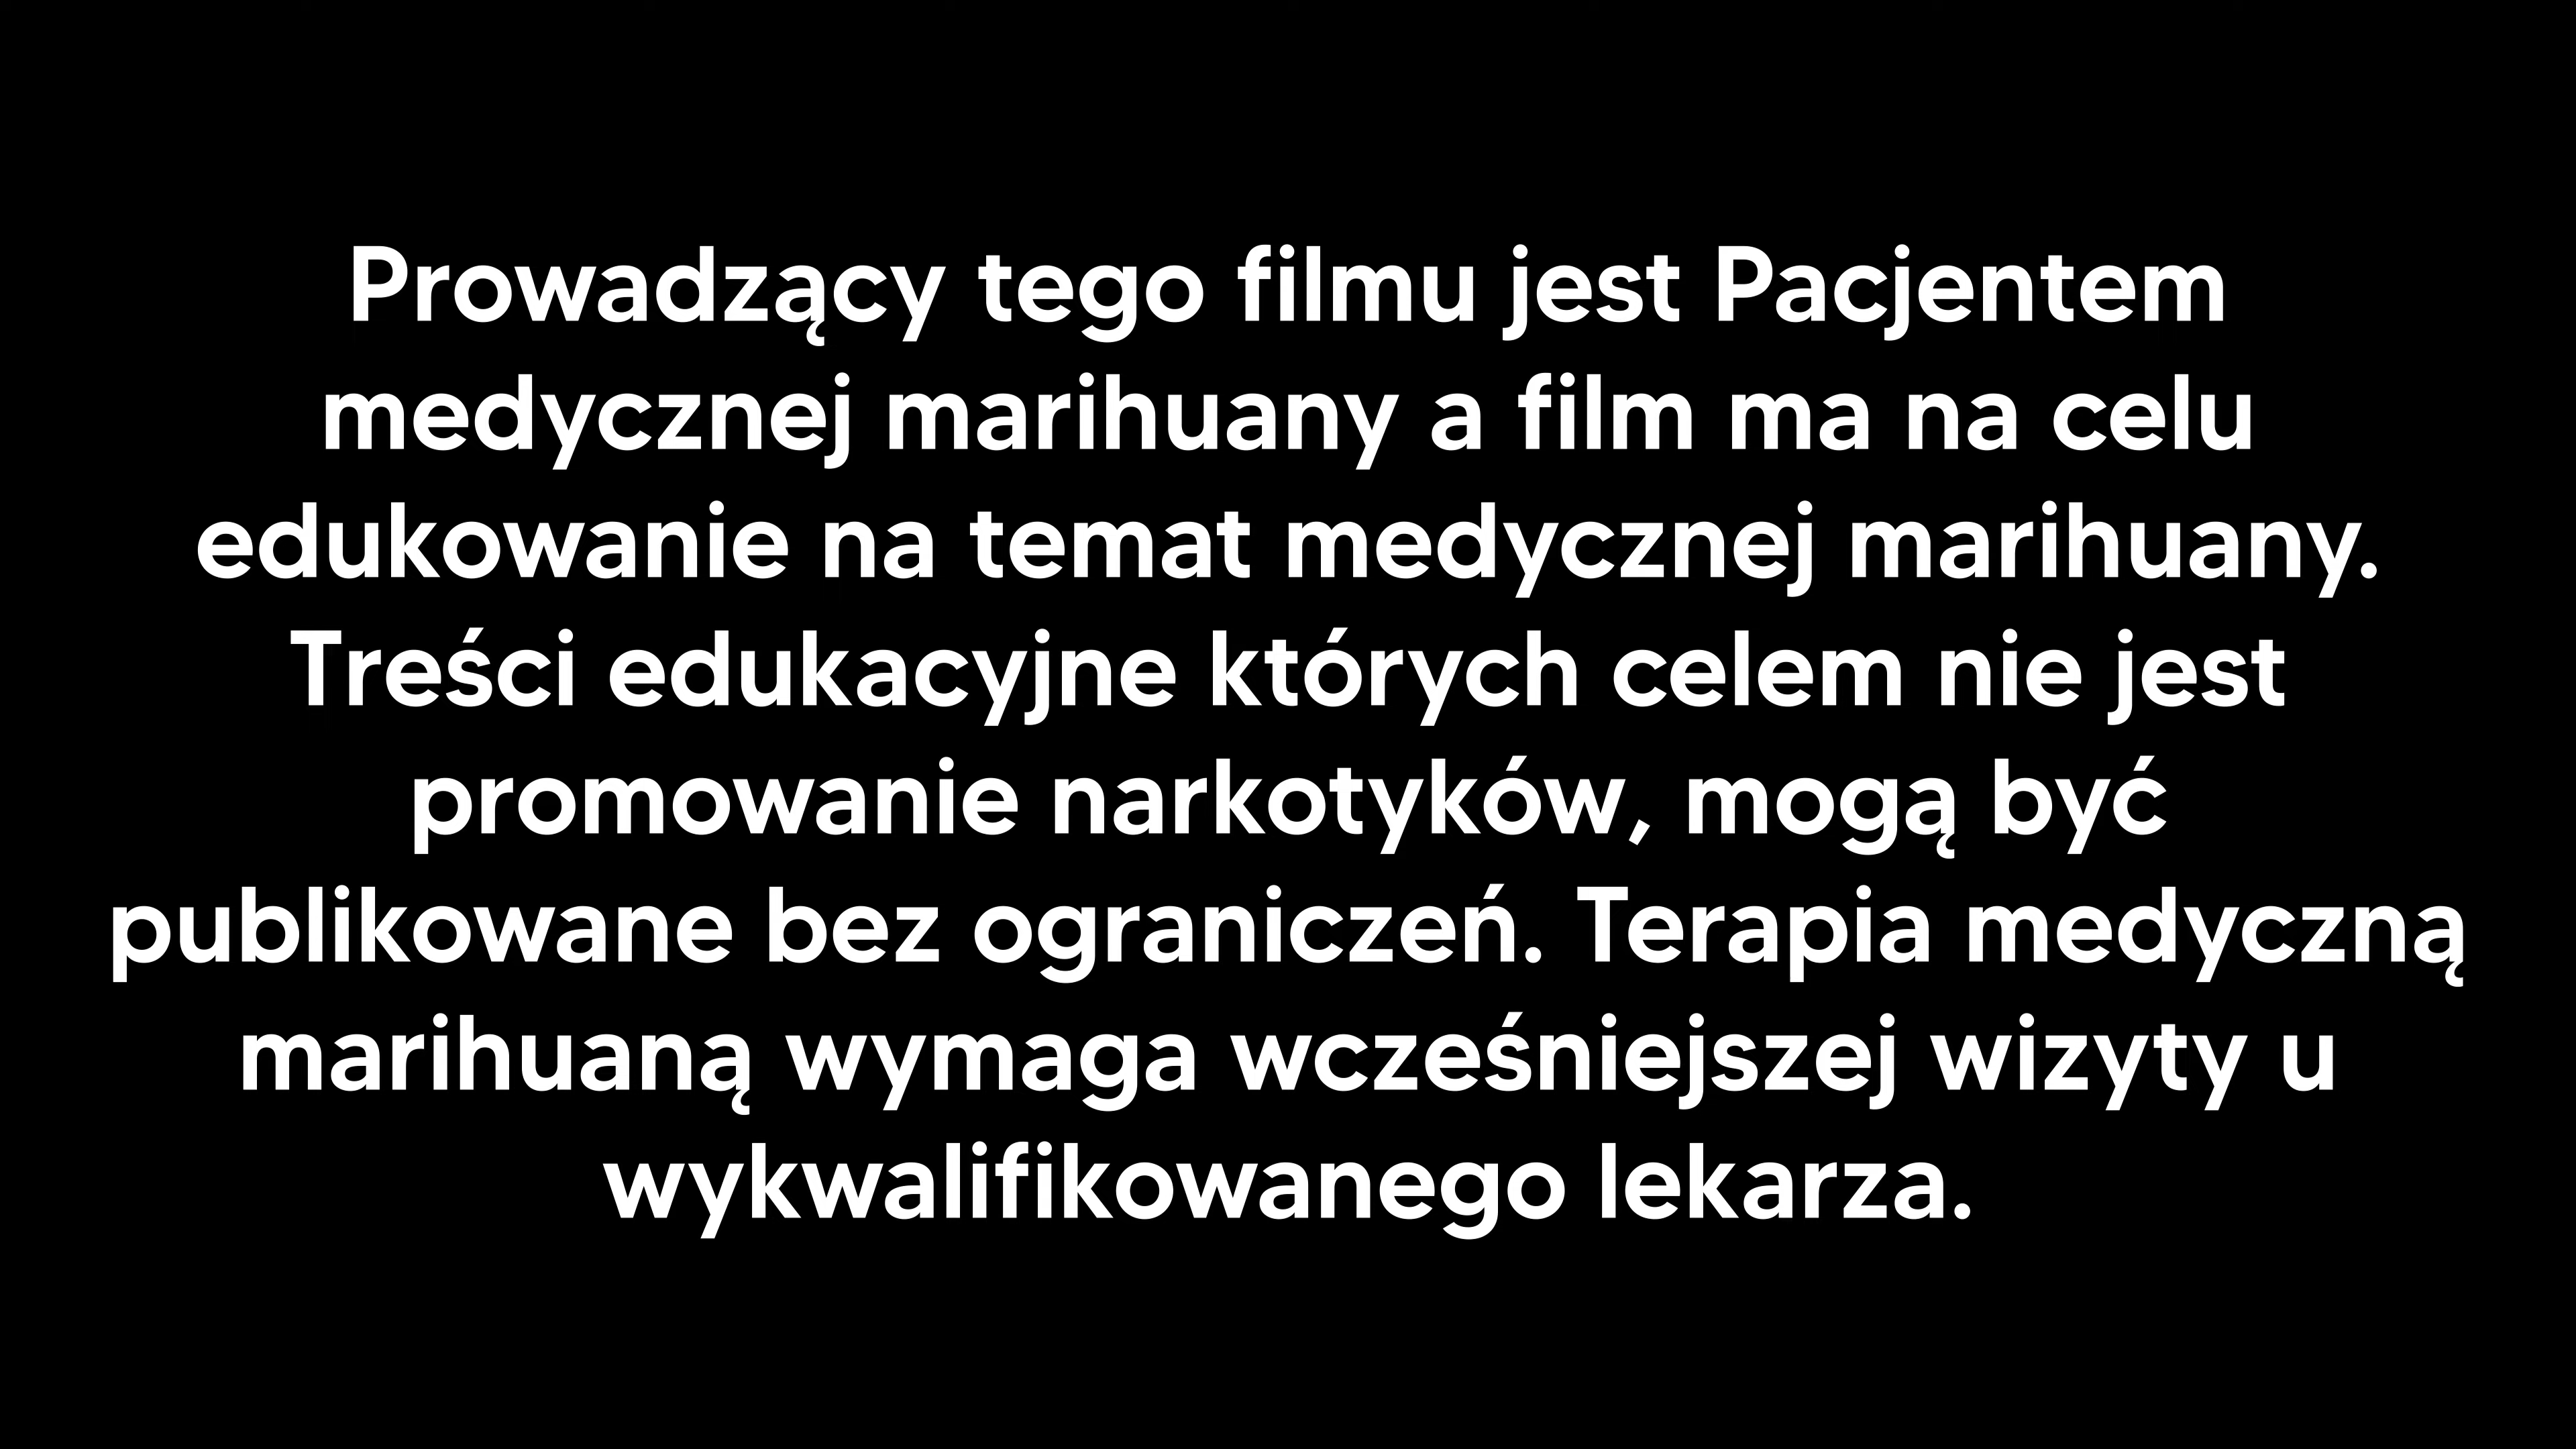 Prowadzący tego filmu jest Pacjentem
medycznej marihuany a film ma na celu
edukowanie na temat medycznej marihuany.
Treści edukacyjne których celem nie jest
promowanie narkotyków, mogą być
publikowane bez ograniczeń. Terapia medyczną
marihuaną wymaga wcześniejszej wizyty u
wykwalifikowanego lekarza.